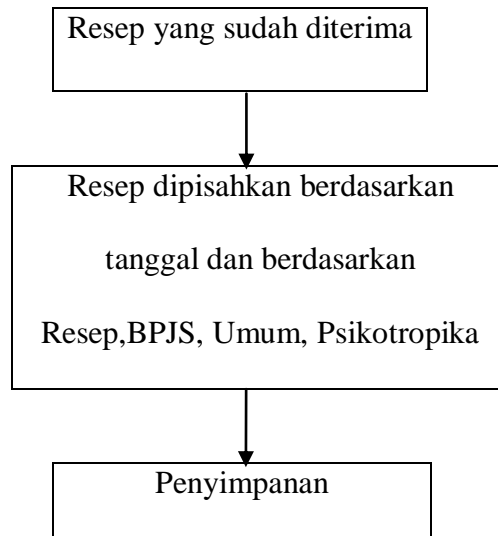 Resep yang sudah diterima
Resep dipisahkan berdasarkan
tanggal dan berdasarkan
Resep,BPJS, Umum, Psikotropika
Penyimpanan